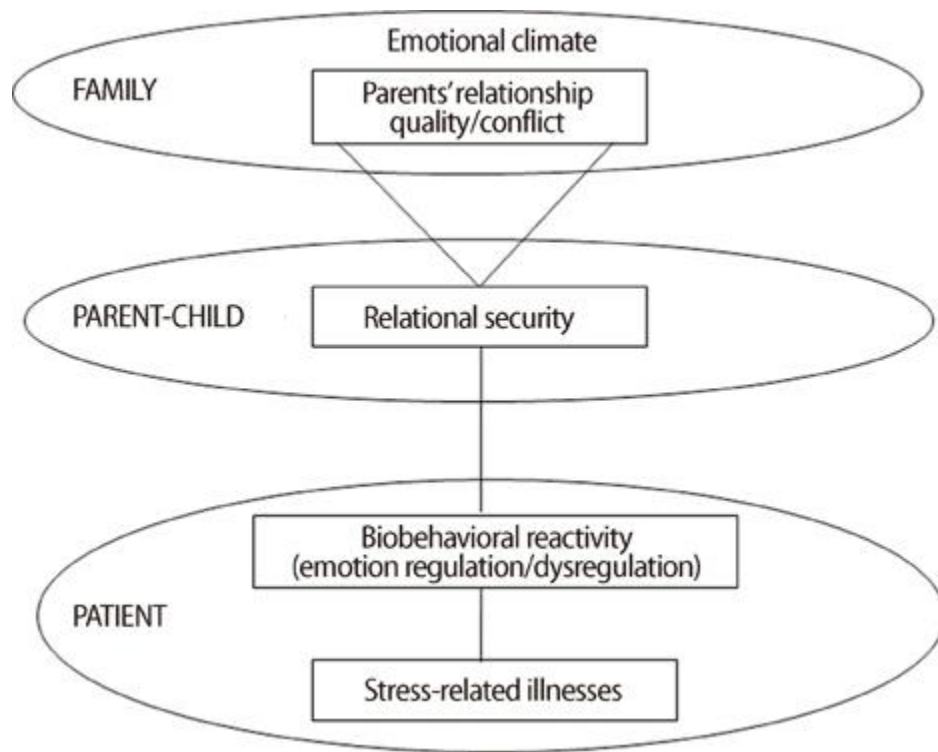 Emotional climate
FAMILY
Parents' relationship
quality/conflict
PARENT-CHILD
Relational security
Biobehavioral reactivity
(emotion regulation/dysregulation)
PATIENT
Stress-related illnesses